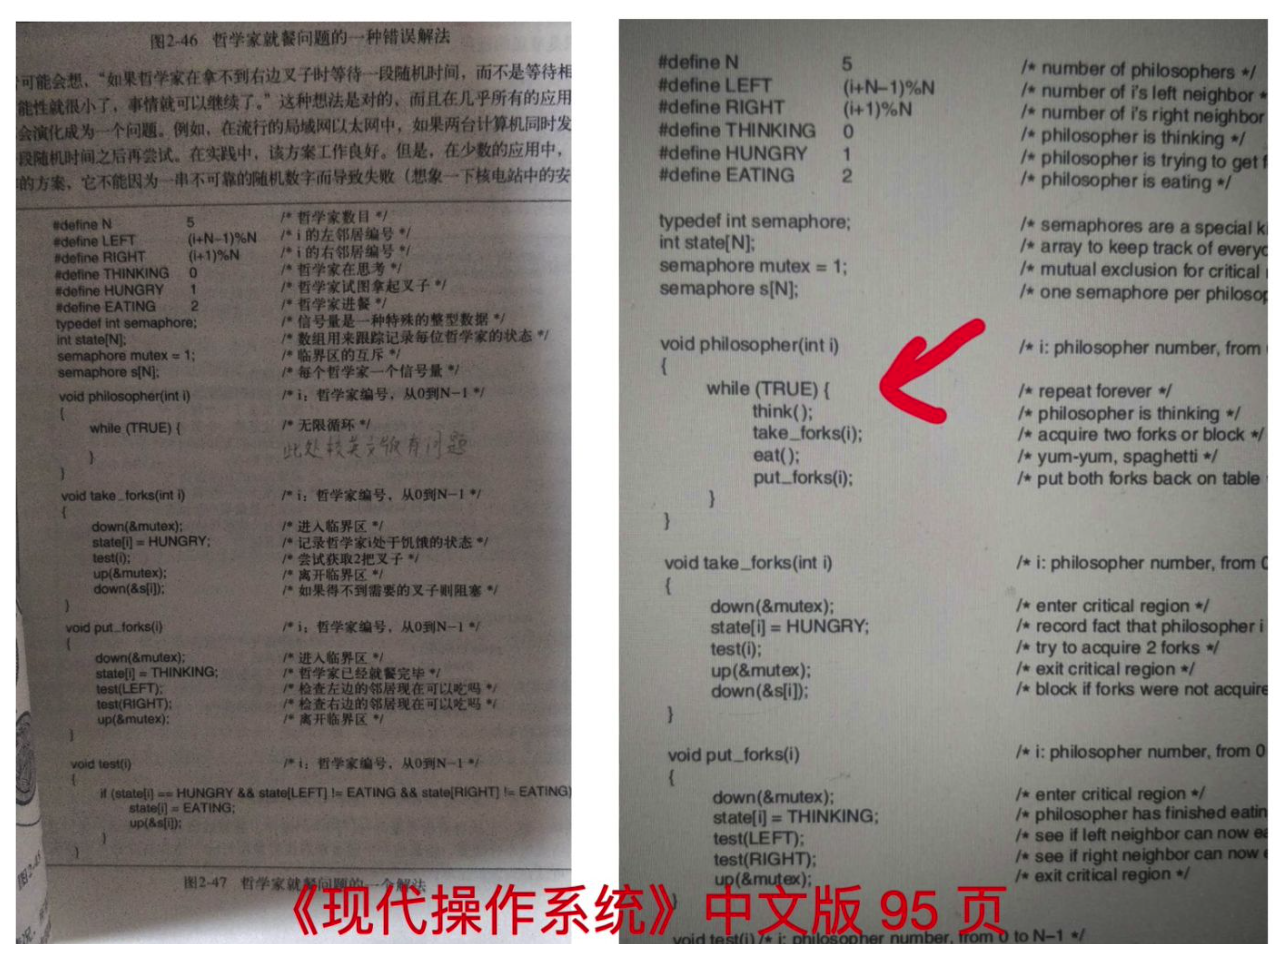 图2-46 哲学家就餐问题的一种错误解法
可能会想，“如果哲学家在拿不到右边叉子时等待一段随机时间，而不是等待相
能性就很小了，事情就可以继续了。”这种想法是对的，而且在几乎所有的应用
会演化成为一个问题。例如，在流行的局域网以太网中，如果两台计算机同时发
段随机时间之后再尝试。在实践中，该方案工作良好。但是，在少数的应用中，
的方案，它不能因为一串不可靠的随机数字而导致失败（想象一下核电站中的安
#define N 5 /* 哲学家数目 */
#define LEFT (i+N−1)%N /* i 的左邻居编号 */
#define RIGHT (i+1)%N /* i 的右邻居编号 */
#define THINKING 0 /* 哲学家在思考 */
#define HUNGRY 1 /* 哲学家试图拿起叉子 */
#define EATING 2 /* 哲学家进餐 */
typedef int semaphore; /* 信号量是一种特殊的整型数据 */
int state[N]; /* 数组用来跟踪记录每位哲学家的状态 */
semaphore mutex = 1; /* 临界区的互斥 */
semaphore s[N]; /* 每个哲学家一个信号量 */
void philosopher(int i) /* i：哲学家编号，从0到N−1 */
{
while (TRUE) { /* 无限循环 */
此处较英文版有问题
}
}
void take_forks(int i) /* i：哲学家编号，从0到N−1 */
{
down(&mutex); /* 进入临界区 */
state[i] = HUNGRY; /* 记录哲学家i处于饥饿的状态 */
test(i); /* 尝试获取2把叉子 */
up(&mutex); /* 离开临界区 */
down(&s[i]); /* 如果得不到需要的叉子则阻塞 */
}
void put_forks(i) /* i：哲学家编号，从0到N−1 */
{
down(&mutex); /* 进入临界区 */
state[i] = THINKING; /* 哲学家已经就餐完毕 */
test(LEFT); /* 检查左边的邻居现在可以吃吗 */
test(RIGHT); /* 检查右边的邻居现在可以吃吗 */
up(&mutex); /* 离开临界区 */
}
void test(i) /* i：哲学家编号，从0到N−1 */
{
if (state[i] == HUNGRY && state[LEFT] != EATING && state[RIGHT] != EATING)
state[i] = EATING;
up(&s[i]);
}
}
图2-47 哲学家就餐问题的一个解法
#define N 5 /* number of philosophers */
#define LEFT (i+N−1)%N /* number of i's left neighbor *
#define RIGHT (i+1)%N /* number of i's right neighbor
#define THINKING 0 /* philosopher is thinking */
#define HUNGRY 1 /* philosopher is trying to get f
#define EATING 2 /* philosopher is eating */
typedef int semaphore; /* semaphores are a special k
int state[N]; /* array to keep track of everyo
semaphore mutex = 1; /* mutual exclusion for critical
semaphore s[N]; /* one semaphore per philosop
void philosopher(int i) /* i: philosopher number, from
{
while (TRUE) { /* repeat forever */
think(); /* philosopher is thinking */
take_forks(i); /* acquire two forks or block */
eat(); /* yum-yum, spaghetti */
put_forks(i); /* put both forks back on table
}
}
void take_forks(int i) /* i: philosopher number, from 0
{
down(&mutex); /* enter critical region */
state[i] = HUNGRY; /* record fact that philosopher i
test(i); /* try to acquire 2 forks */
up(&mutex); /* exit critical region */
down(&s[i]); /* block if forks were not acquire
}
void put_forks(i) /* i: philosopher number, from 0
{
down(&mutex); /* enter critical region */
state[i] = THINKING; /* philosopher has finished eatin
test(LEFT); /* see if left neighbor can now ea
test(RIGHT); /* see if right neighbor can now e
up(&mutex); /* exit critical region */
}
void test(i) /* i: philosopher number, from 0 to N−1 */
《现代操作系统》中文版 95 页